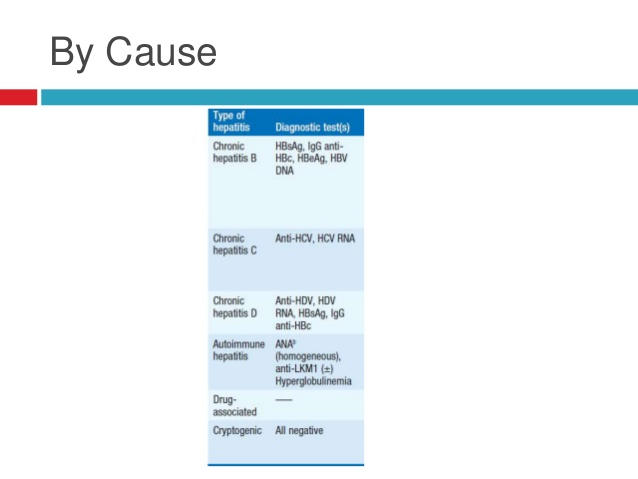 By Cause
Type of
hepatitis
Diagnostic test(s)
Chronic
hepatitis B
HBsAg, IgG anti-
HBc, HBeAg, HBV
DNA
Chronic
hepatitis C
Anti-HCV, HCV RNA
Chronic
hepatitis D
Anti-HDV, HDV
RNA, HBsAg, IgG
anti-HBc
Autoimmune
hepatitis
ANAᵇ
(homogeneous),
anti-LKM1 (±)
Hyperglobulinemia
Drug-
associated
—
Cryptogenic
All negative